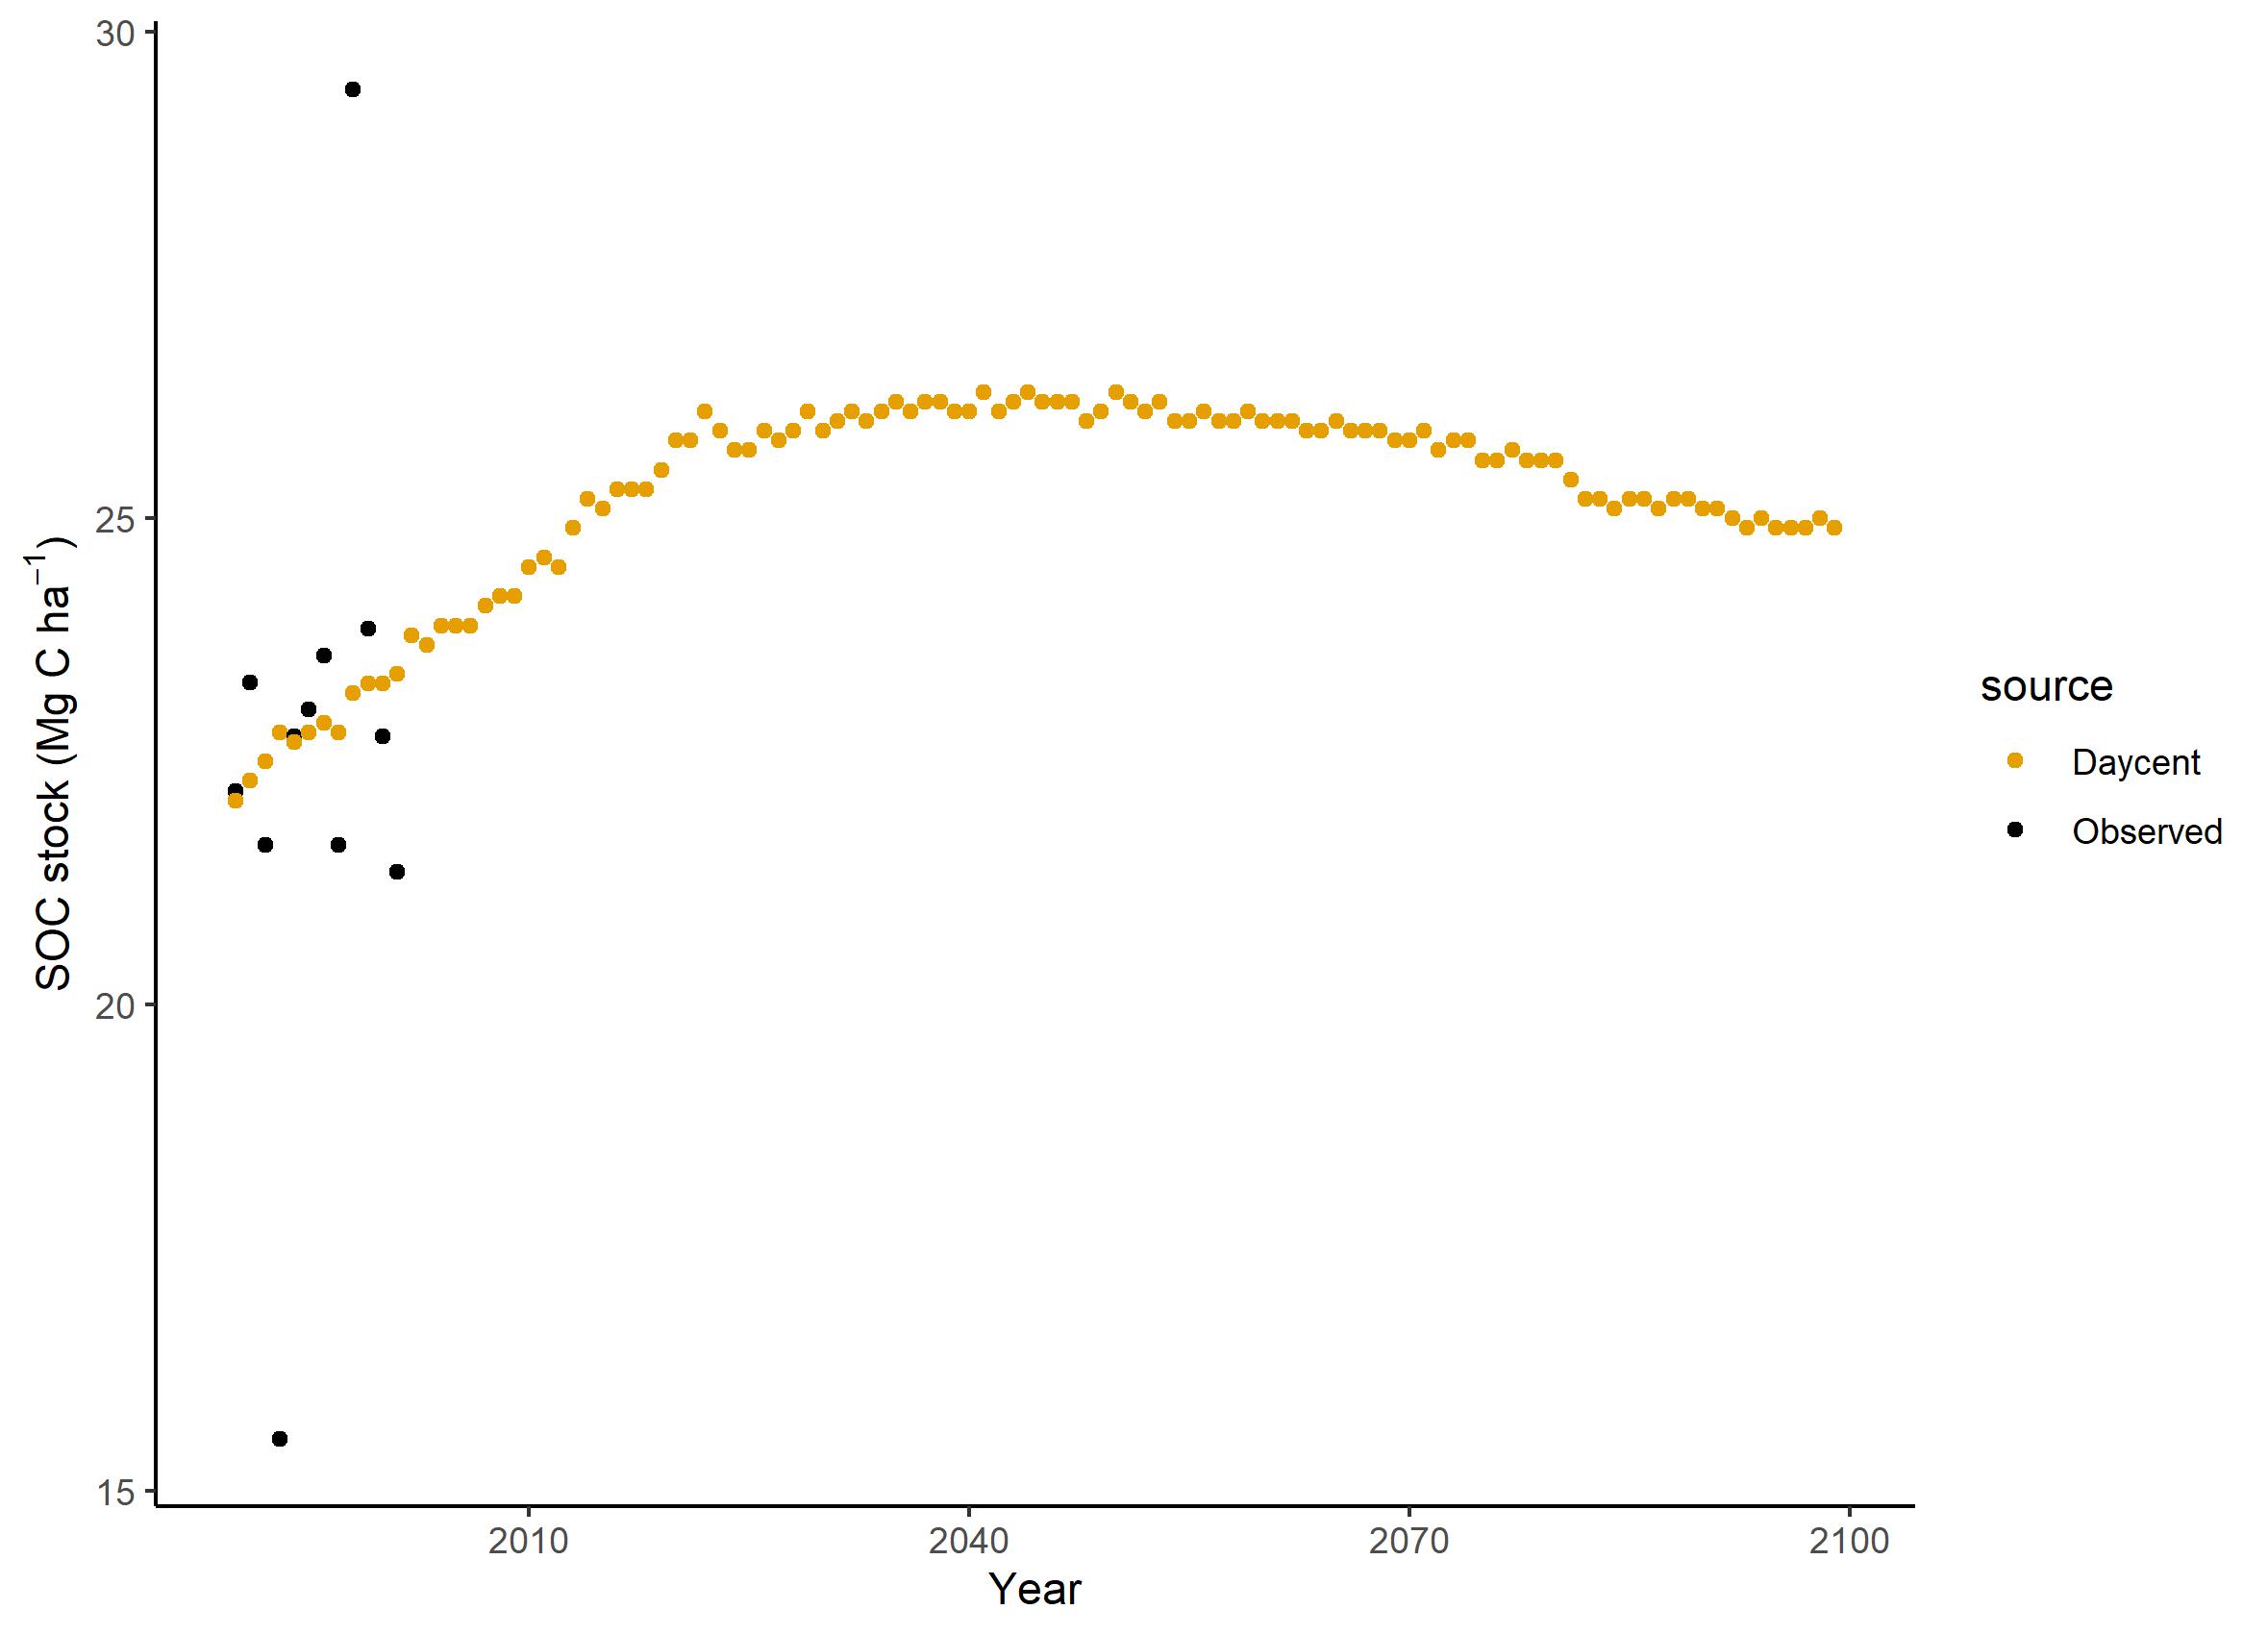 30
25
20
15
SOC stock (Mg C ha⁻¹)
2010 2040 2070 2100
Year
source
Daycent
Observed